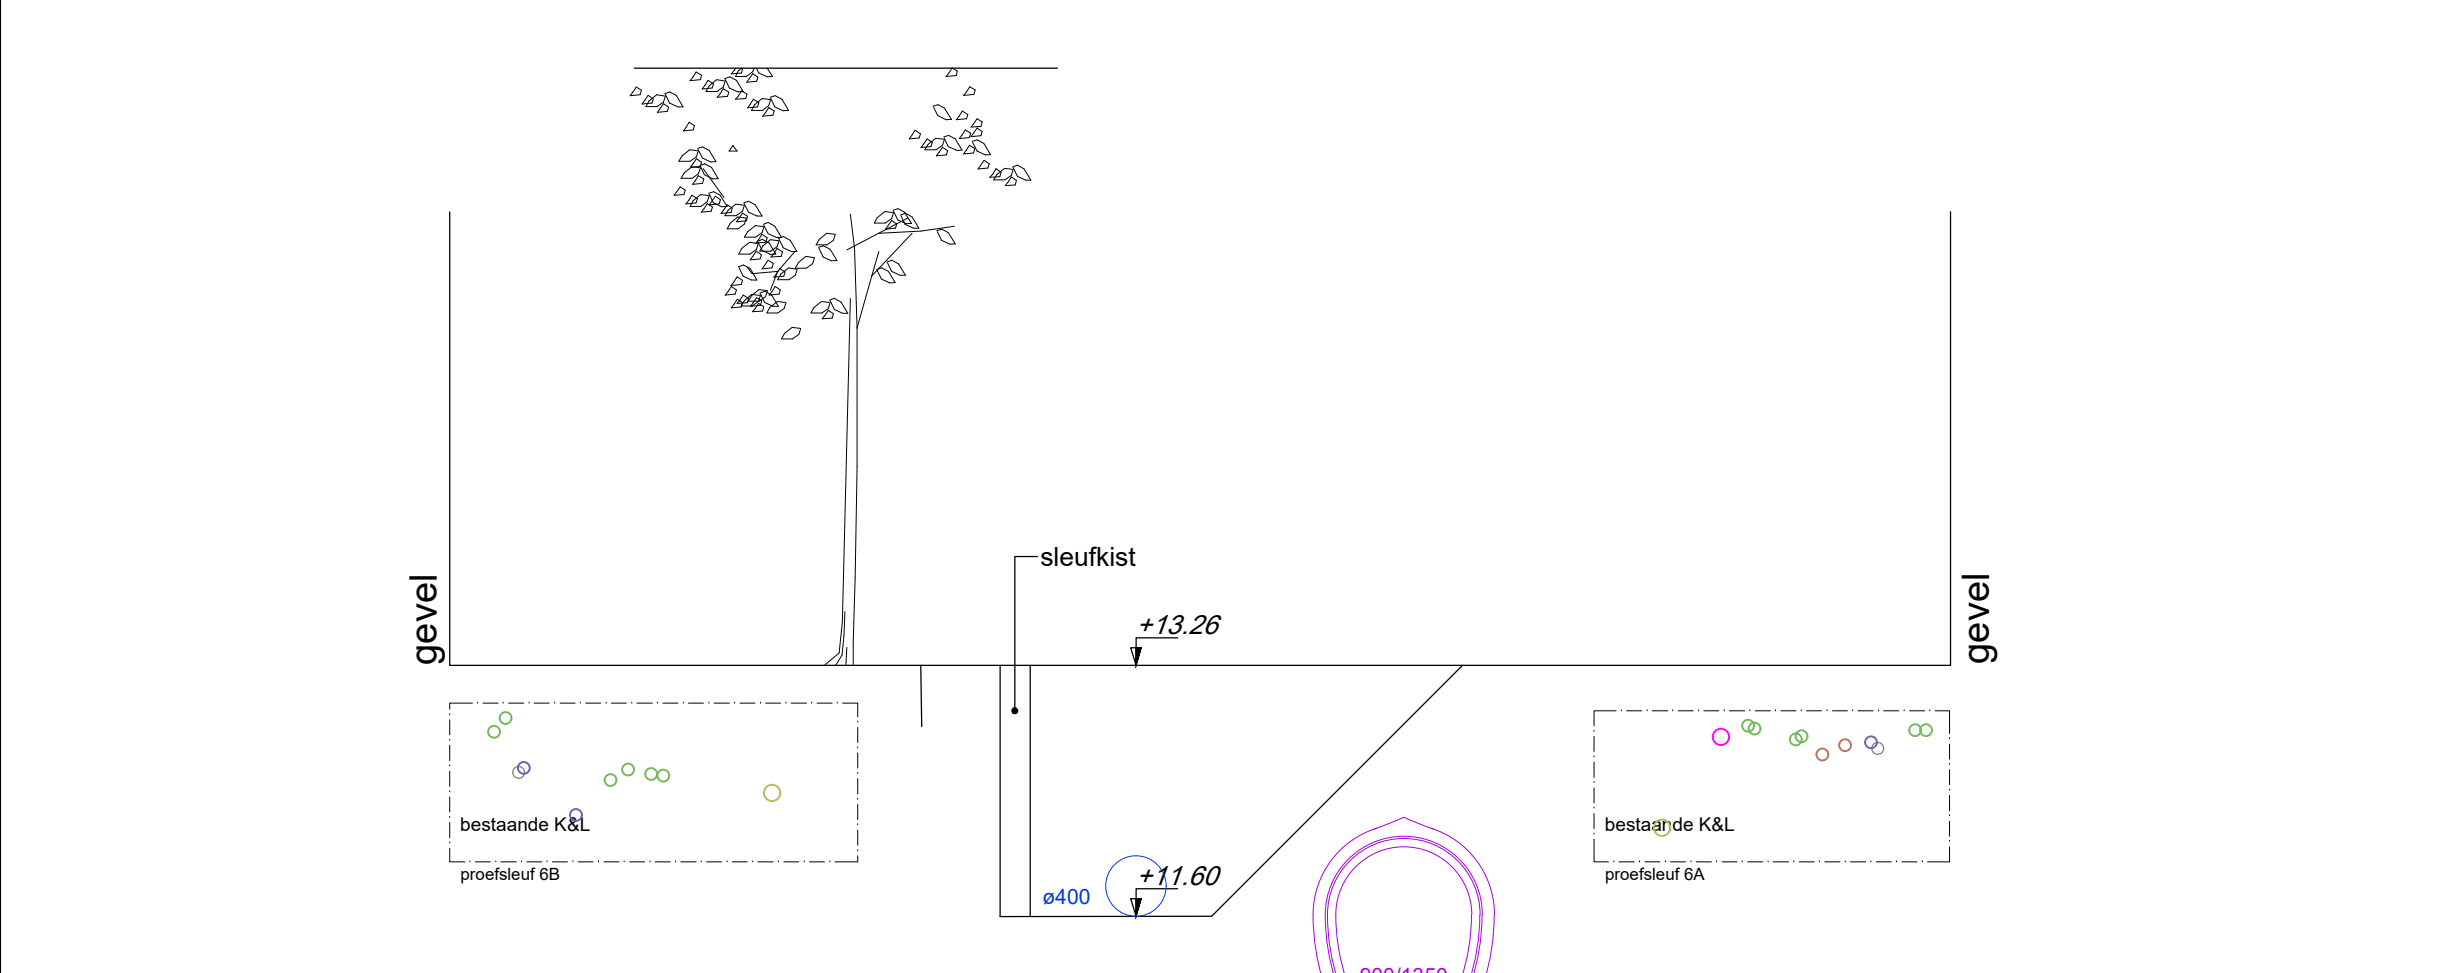 sleufkist
gevel
gevel
+13.26
bestaande K&L
bestaande K&L
proefsleuf 6B
+11.60
proefsleuf 6A
ø400